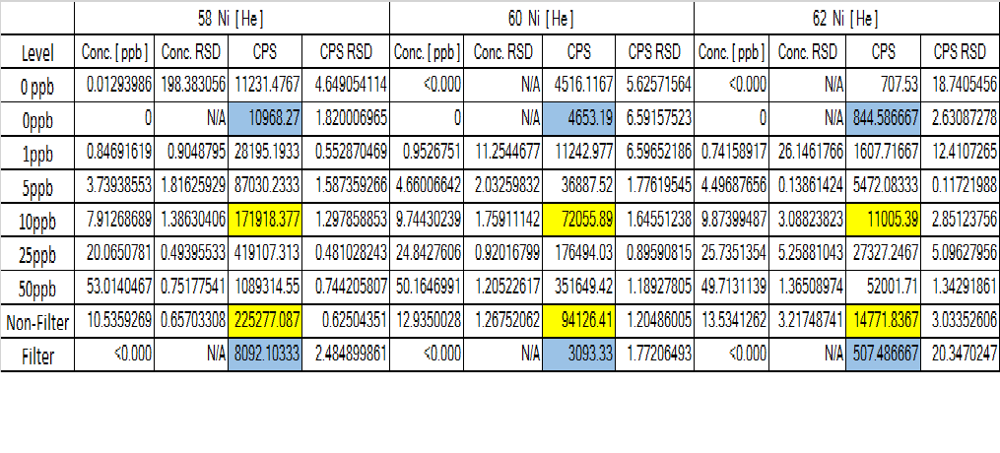 58 Ni [He] 60 Ni [He] 62 Ni [He]
Level Conc. [ppb] Conc. RSD CPS CPS RSD Conc. [ppb] Conc. RSD CPS CPS RSD Conc. [ppb] Conc. RSD CPS CPS RSD
0 ppb 0.01293986 198.383056 11231.4767 4.649054114 <0.000 N/A 4516.1167 5.62571564 <0.000 N/A 707.53 18.7405456
0ppb 0 N/A 10968.27 1.820006965 0 N/A 4653.19 6.59157523 0 N/A 844.586667 2.63087278
1ppb 0.84691619 0.9048795 28195.1933 0.552870469 0.9526751 11.2544677 11242.977 6.59652186 0.74158917 26.1461766 1607.71667 12.4107265
5ppb 3.73938553 1.81625929 87030.2333 1.587359266 4.66006642 2.03259832 36887.52 1.77619545 4.49687656 0.13861424 5472.08333 0.11721988
10ppb 7.91268689 1.38630406 171918.377 1.297858853 9.74430239 1.75911142 72055.89 1.64551238 9.87399487 3.08823823 11005.39 2.85123756
25ppb 20.0650781 0.49395533 419107.313 0.481028243 24.8427606 0.92016799 176494.03 0.89590815 25.7351354 5.25881043 27327.2467 5.09627956
50ppb 53.0140467 0.75177541 1089314.55 0.744205807 50.1646991 1.20522617 351649.42 1.18927805 49.7131139 1.36508974 52001.71 1.34291861
Non-Filter 10.5359269 0.65703308 225277.087 0.62504351 12.9350028 1.26752062 94126.41 1.20486005 13.5341262 3.21748741 14771.8367 3.03352606
Filter <0.000 N/A 8092.10333 2.484899861 <0.000 N/A 3093.33 1.77206493 <0.000 N/A 507.486667 20.3470247